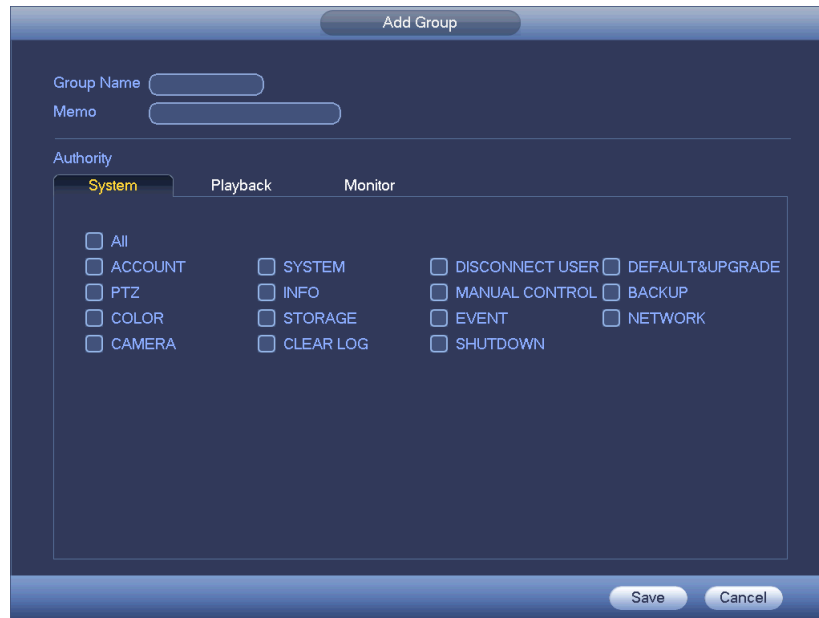 Add Group
Group Name
Memo
Authority
System Playback Monitor
All
ACCOUNT SYSTEM DISCONNECT USER DEFAULT&UPGRADE
PTZ INFO MANUAL CONTROL BACKUP
COLOR STORAGE EVENT NETWORK
CAMERA CLEAR LOG SHUTDOWN
Save Cancel